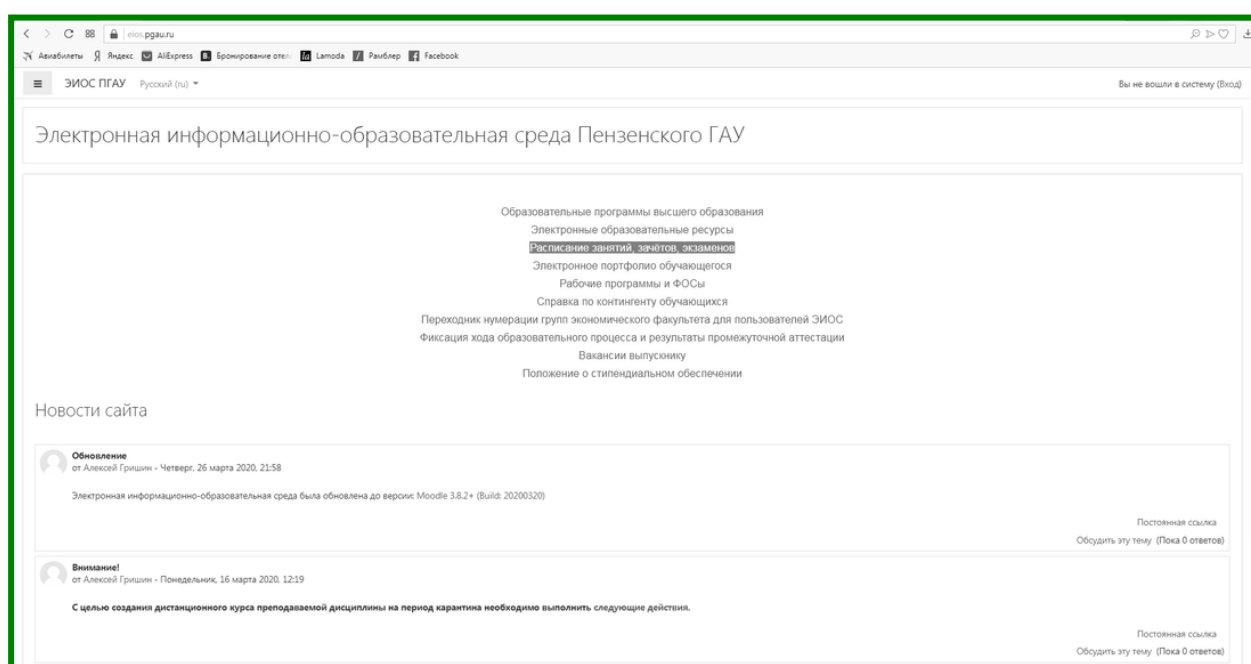 eios.pgau.ru
Авиабилеты Яндекс AliExpress Бронирование отел Lamoda Рамблер Facebook
ЭИОС ПГАУ Русский (ru) Вы не вошли в систему (Вход)
Электронная информационно-образовательная среда Пензенского ГАУ
Образовательные программы высшего образования
Электронные образовательные ресурсы
Расписание занятий, зачётов, экзаменов
Электронное портфолио обучающегося
Рабочие программы и ФОСы
Справка по контингенту обучающихся
Переходник нумерации групп экономического факультета для пользователей ЭИОС
Фиксация хода образовательного процесса и результаты промежуточной аттестации
Вакансии выпускнику
Положение о стипендиальном обеспечении
Новости сайта
Обновление
от Алексей Гришин - Четверг, 26 марта 2020, 21:58
Электронная информационно-образовательная среда была обновлена до версии: Moodle 3.8.2+ (Build: 20200320)
Постоянная ссылка
Обсудить эту тему (Пока 0 ответов)
Внимание!
от Алексей Гришин - Понедельник, 16 марта 2020, 12:19
С целью создания дистанционного курса преподаваемой дисциплины на период карантина необходимо выполнить следующие действия.
Постоянная ссылка
Обсудить эту тему (Пока 0 ответов)